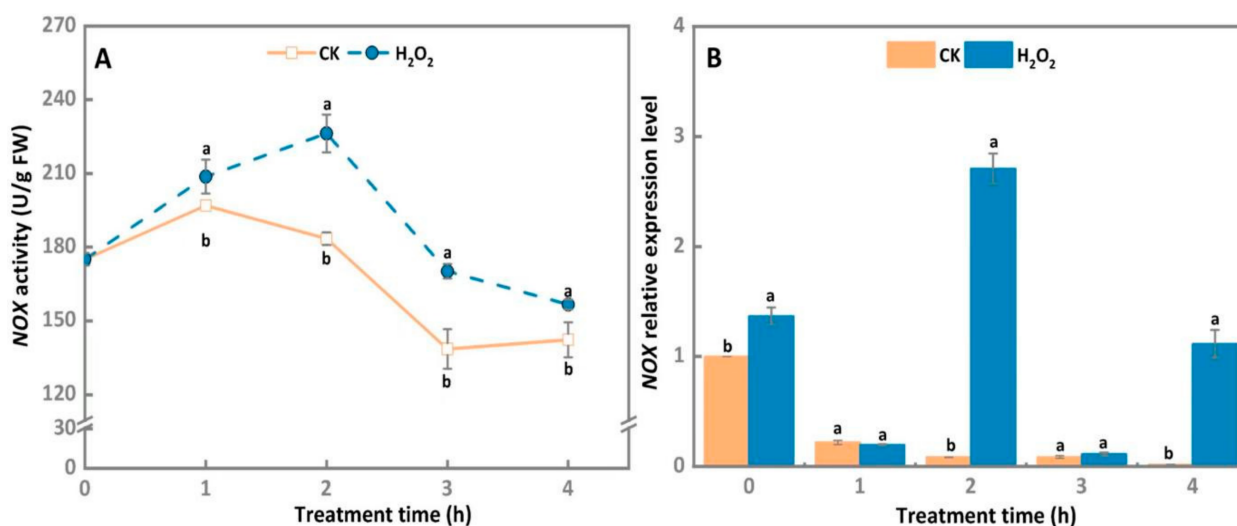 A
CK H₂O₂
NOX activity (U/g FW)
270
240
210
180
150
120
30
0
a
a
a
a
b
b
b
b
0 1 2 3 4
Treatment time (h)
B
CK H₂O₂
NOX relative expression level
4
3
2
1
0
b a
a a
b a
a a
b a
0 1 2 3 4
Treatment time (h)